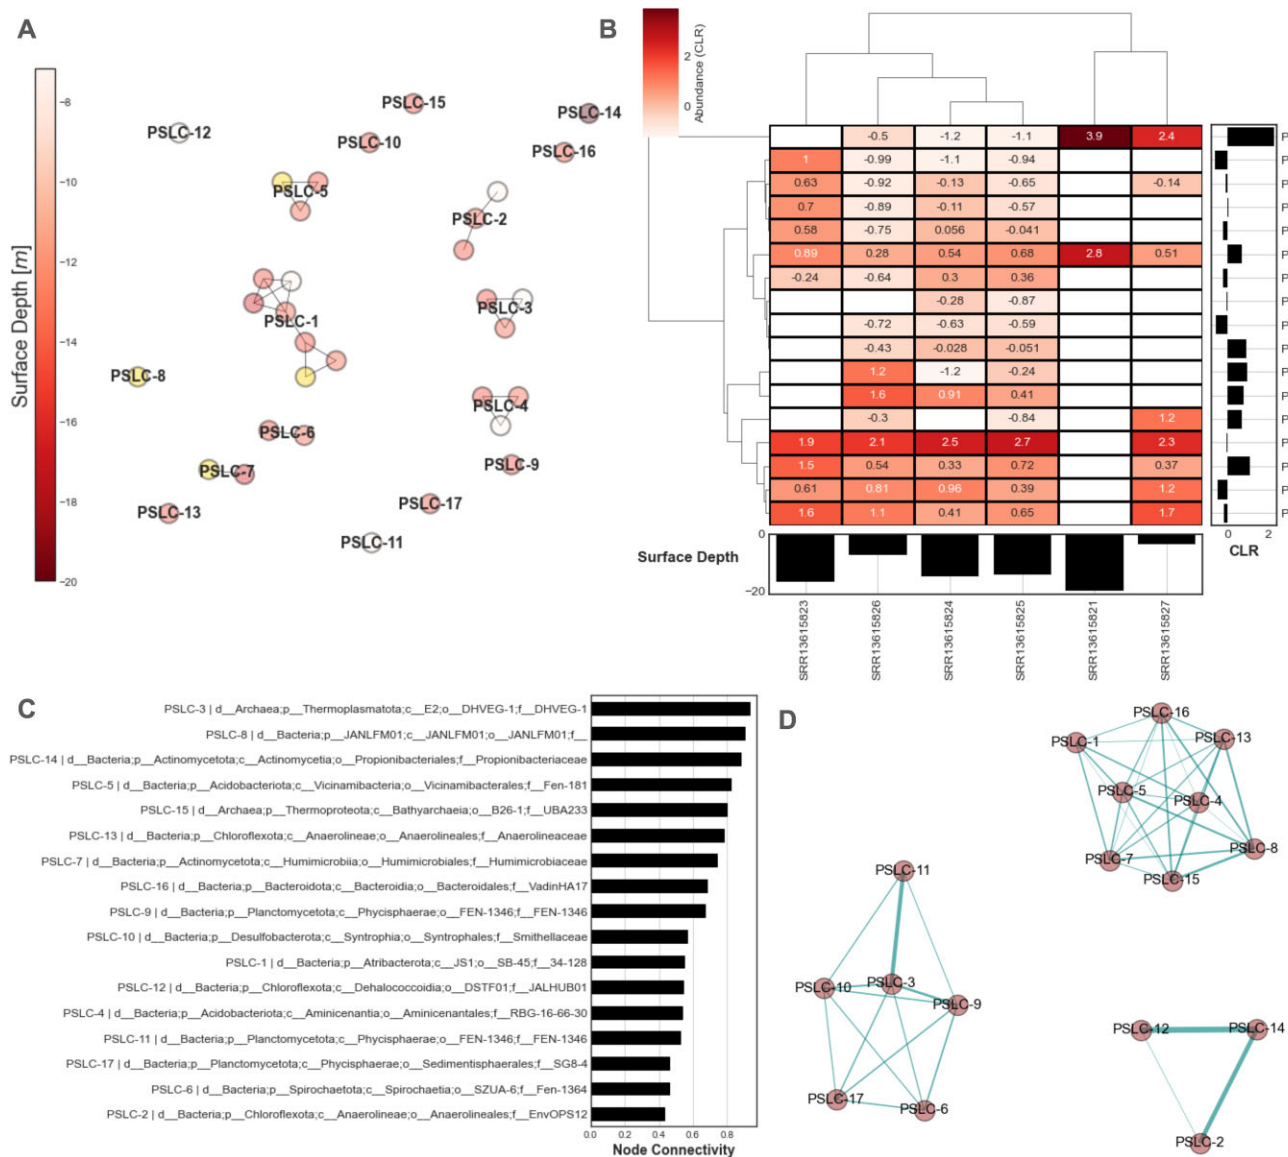 A
B
−8
−10
−12
−14
−16
−18
−20
Surface Depth [m]
PSLC-15
PSLC-14
PSLC-12
PSLC-10
PSLC-16
PSLC-5
PSLC-2
PSLC-3
PSLC-1
PSLC-8
PSLC-4
PSLC-6
PSLC-9
PSLC-7
PSLC-13
PSLC-17
PSLC-11
2
0
Abundance (CLR)
-0.5 -1.2 -1.1 3.9 2.4 P
1 -0.99 -1.1 -0.94 P
0.63 -0.92 -0.13 -0.65 -0.14 P
0.7 -0.89 -0.11 -0.57 P
0.58 -0.75 0.056 -0.041 P
0.89 0.28 0.54 0.68 2.8 0.51 P
-0.24 -0.64 0.3 0.36 P
-0.28 -0.87 P
-0.72 -0.63 -0.59 P
-0.43 -0.028 -0.051 P
1.2 -1.2 -0.24 P
1.6 0.91 0.41 P
-0.3 -0.84 1.2 P
1.9 2.1 2.5 2.7 2.3 P
1.5 0.54 0.33 0.72 0.37 P
0.61 0.81 0.96 0.39 1.2 P
1.6 1.1 0.41 0.65 1.7 P
0 2
CLR
Surface Depth
0
−20
SRR13615823
SRR13615826
SRR13615824
SRR13615825
SRR13615821
SRR13615827
C
PSLC-3 | d__Archaea;p__Thermoplasmatota;c__E2;o__DHVEG-1;f__DHVEG-1
PSLC-8 | d__Bacteria;p__JANLFM01;c__JANLFM01;o__JANLFM01;f__
PSLC-14 | d__Bacteria;p__Actinomycetota;c__Actinomycetia;o__Propionibacteriales;f__Propionibacteriaceae
PSLC-5 | d__Bacteria;p__Acidobacteriota;c__Vicinamibacteria;o__Vicinamibacterales;f__Fen-181
PSLC-15 | d__Archaea;p__Thermoproteota;c__Bathyarchaeia;o__B26-1;f__UBA233
PSLC-13 | d__Bacteria;p__Chloroflexota;c__Anaerolineae;o__Anaerolineales;f__Anaerolineaceae
PSLC-7 | d__Bacteria;p__Actinomycetota;c__Humimicrobiia;o__Humimicrobiales;f__Humimicrobiaceae
PSLC-16 | d__Bacteria;p__Bacteroidota;c__Bacteroidia;o__Bacteroidales;f__VadinHA17
PSLC-9 | d__Bacteria;p__Planctomycetota;c__Phycisphaerae;o__FEN-1346;f__FEN-1346
PSLC-10 | d__Bacteria;p__Desulfobacterota;c__Syntrophia;o__Syntrophales;f__Smithellaceae
PSLC-1 | d__Bacteria;p__Atribacterota;c__JS1;o__SB-45;f__34-128
PSLC-12 | d__Bacteria;p__Chloroflexota;c__Dehalococcoidia;o__DSTF01;f__JALHUB01
PSLC-4 | d__Bacteria;p__Acidobacteriota;c__Aminicenantia;o__Aminicenantales;f__RBG-16-66-30
PSLC-11 | d__Bacteria;p__Planctomycetota;c__Phycisphaerae;o__FEN-1346;f__FEN-1346
PSLC-17 | d__Bacteria;p__Planctomycetota;c__Phycisphaerae;o__Sedimentisphaerales;f__SG8-4
PSLC-6 | d__Bacteria;p__Spirochaetota;c__Spirochaetia;o__SZUA-6;f__Fen-1364
PSLC-2 | d__Bacteria;p__Chloroflexota;c__Anaerolineae;o__Anaerolineales;f__EnvOPS12
0.0 0.2 0.4 0.6 0.8
Node Connectivity
D
PSLC-16
PSLC-1
PSLC-13
PSLC-5
PSLC-4
PSLC-7
PSLC-8
PSLC-15
PSLC-11
PSLC-10
PSLC-3
PSLC-9
PSLC-17
PSLC-6
PSLC-12
PSLC-14
PSLC-2